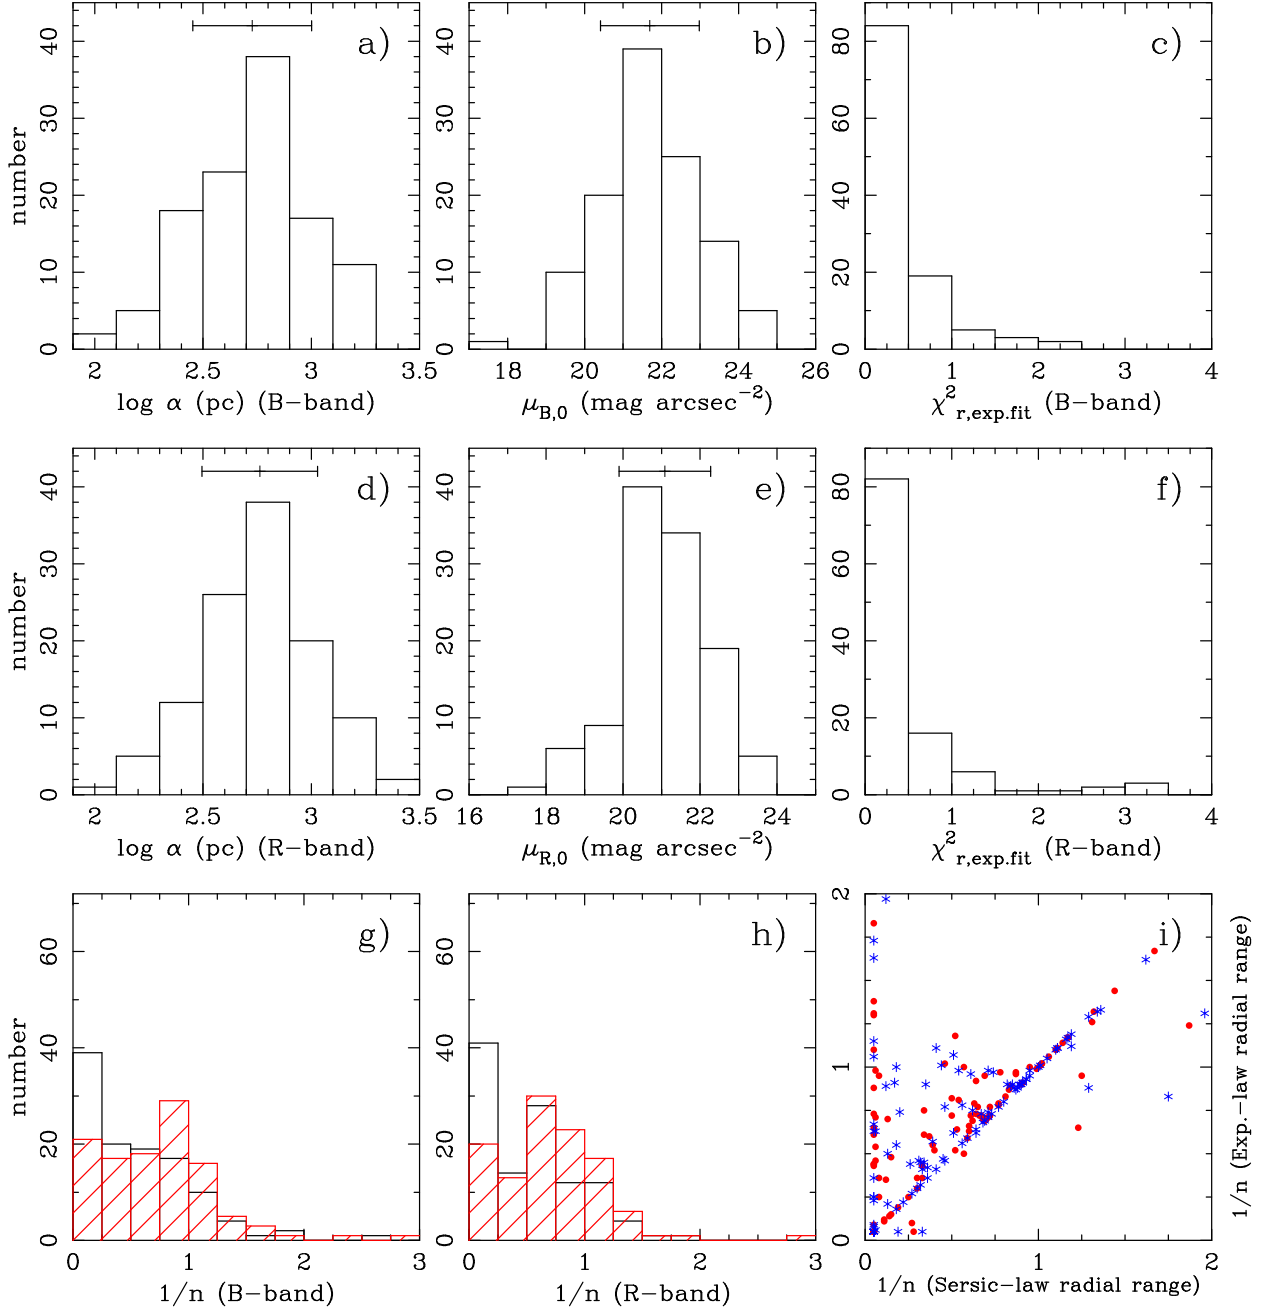 a)
b)
c)
number
0 10 20 30 40
0 10 20 30 40
0 20 40 60 80
2 2.5 3 3.5
18 20 22 24 26
0 1 2 3 4
log α (pc) (B−band)
μB,0 (mag arcsec−2)
χ2r,exp.fit (B−band)
d)
e)
f)
number
0 10 20 30 40
0 10 20 30 40
0 20 40 60 80
2 2.5 3 3.5
16 18 20 22 24
0 1 2 3 4
log α (pc) (R−band)
μR,0 (mag arcsec−2)
χ2r,exp.fit (R−band)
g)
h)
i)
number
0 20 40 60
0 20 40 60
0 1 2
1/n (Exp.−law radial range)
0 1 2 3
0 1 2 3
0 1 2
1/n (B−band)
1/n (R−band)
1/n (Sersic−law radial range)